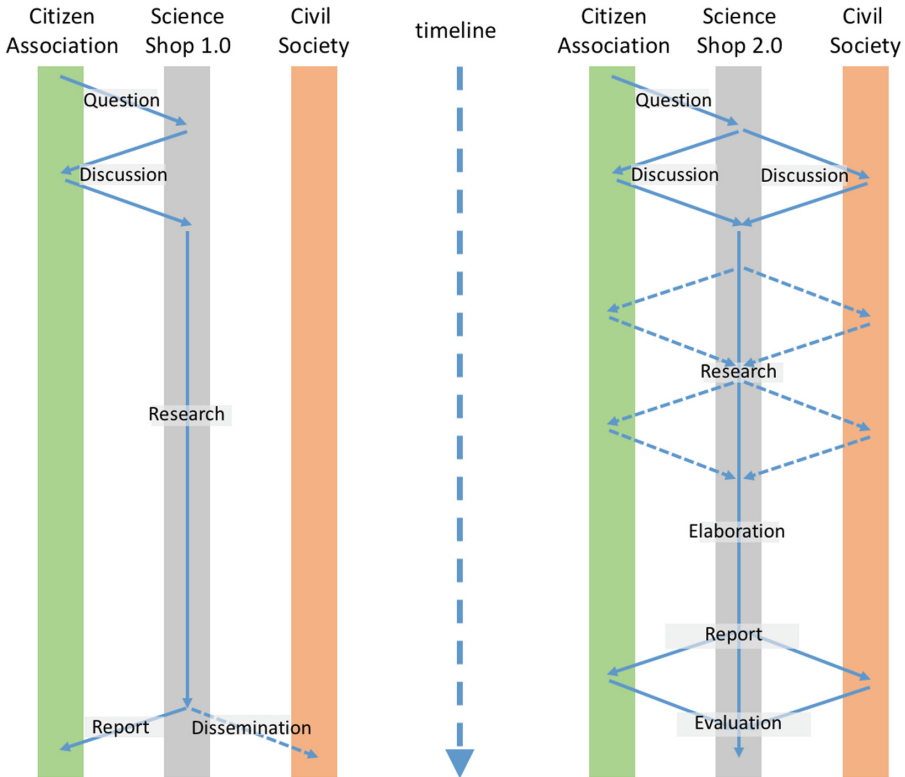 Citizen
Association
Science
Shop 1.0
Civil
Society
timeline
Citizen
Association
Science
Shop 2.0
Civil
Society
Question
Discussion
Research
Report
Dissemination
Question
Discussion
Discussion
Research
Elaboration
Report
Evaluation